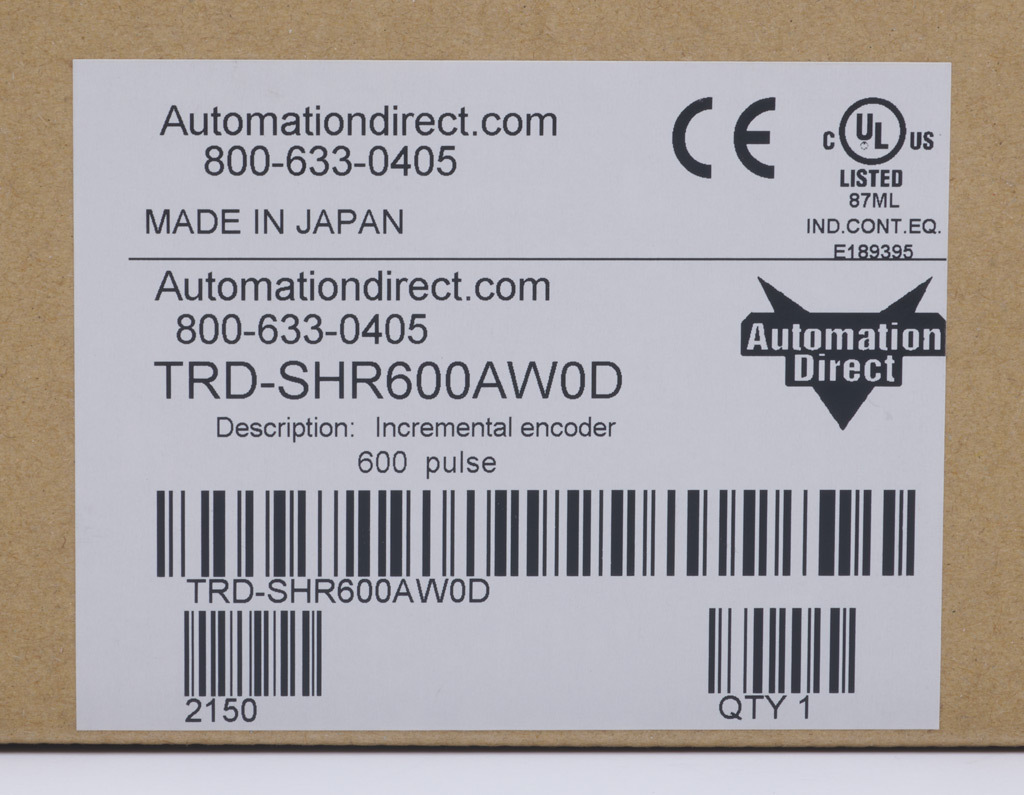 Automationdirect.com
800-633-0405
MADE IN JAPAN
CE
C UL US
LISTED
87ML
IND.CONT.EQ.
E189395
Automationdirect.com
800-633-0405
TRD-SHR600AW0D
Description: Incremental encoder
600 pulse
Automation
Direct
TRD-SHR600AW0D
2150
QTY 1